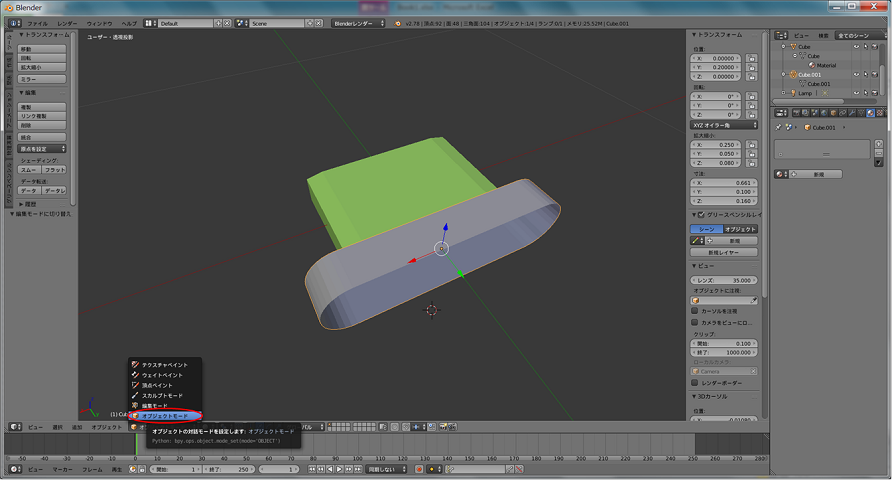 Blender
ファイル レンダー ウィンドウ ヘルプ Default Scene Blenderレンダー v2.78 | 頂点:92 | 面:48 | 三角面:104 | オブジェクト:1/4 | ランプ:0/1 | メモリ:25.52M | Cube.001
ユーザー・透視投影
▼トランスフォーム
移動
回転
拡大縮小
ミラー
▼編集
複製
リンク複製
削除
統合
原点を設定
シェーディング:
スムー フラット
データ転送:
データ データレ
▶履歴
▼編集モードに切り替え
テクスチャペイント
ウェイトペイント
頂点ペイント
スカルプトモード
編集モード
オブジェクトモード
オブジェクトの対話モードを設定します: オブジェクトモード
Python: bpy.ops.object.mode_set(mode='OBJECT')
(1) Cub
選択 追加 オブジェクト
▼トランスフォーム
位置:
X: 0.00000
Y: 0.20000
Z: 0.00000
回転:
X: 0°
Y: 0°
Z: 0°
XYZ オイラー角
拡大縮小:
X: 0.250
Y: 0.050
Z: 0.080
寸法:
X: 0.661
Y: 0.100
Z: 0.160
▼グリースペンシルレイ
シーン オブジェクト
新規
新規レイヤー
▼ビュー
レンズ: 35.000
オブジェクトに注視:
カーソルを注視
カメラをビューにロ...
クリップ:
開始: 0.100
終了: 1000.000
ローカルカメラ:
Camera
レンダーボーダー
▼3Dカーソル
ビュー 検索 全てのシーン
Cube
Cube
Material
Cube.001
Cube.001
Lamp
Cube.001
新規
-50 -40 -30 -20 -10 0 10 20 30 40 50 60 70 80 90 100 110 120 130 140 150 160 170 180 190 200 210 220 230 240 250 260 270 280
ビュー マーカー フレーム 再生 開始: 1 終了: 250 1 同期しない